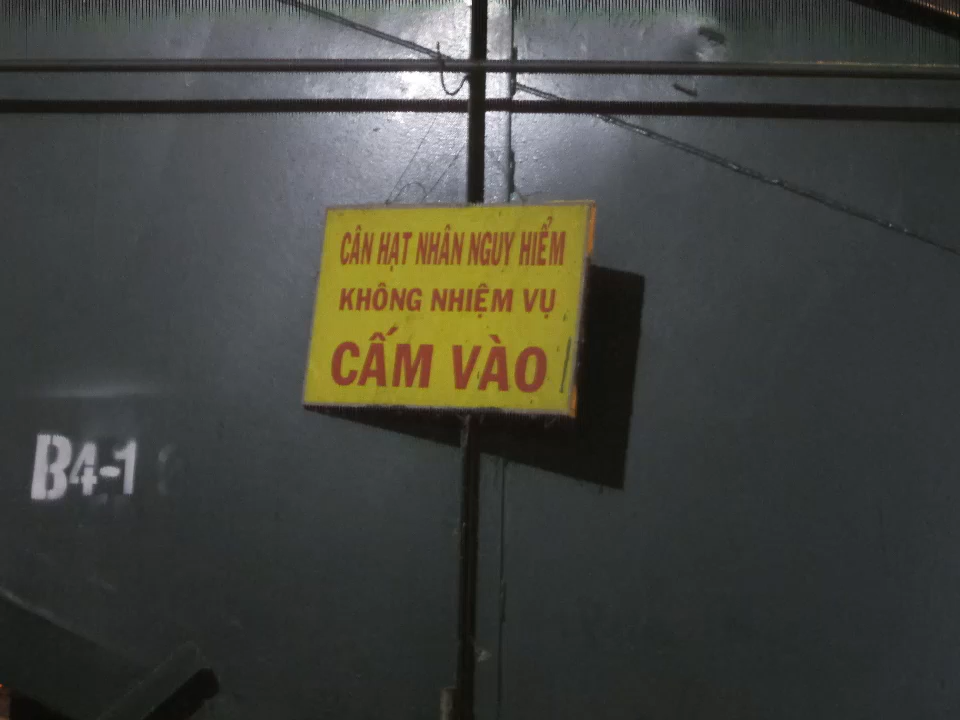 CÂN HẠT NHÂN NGUY HIỂM
KHÔNG NHIỆM VỤ
CẤM VÀO
B4-1